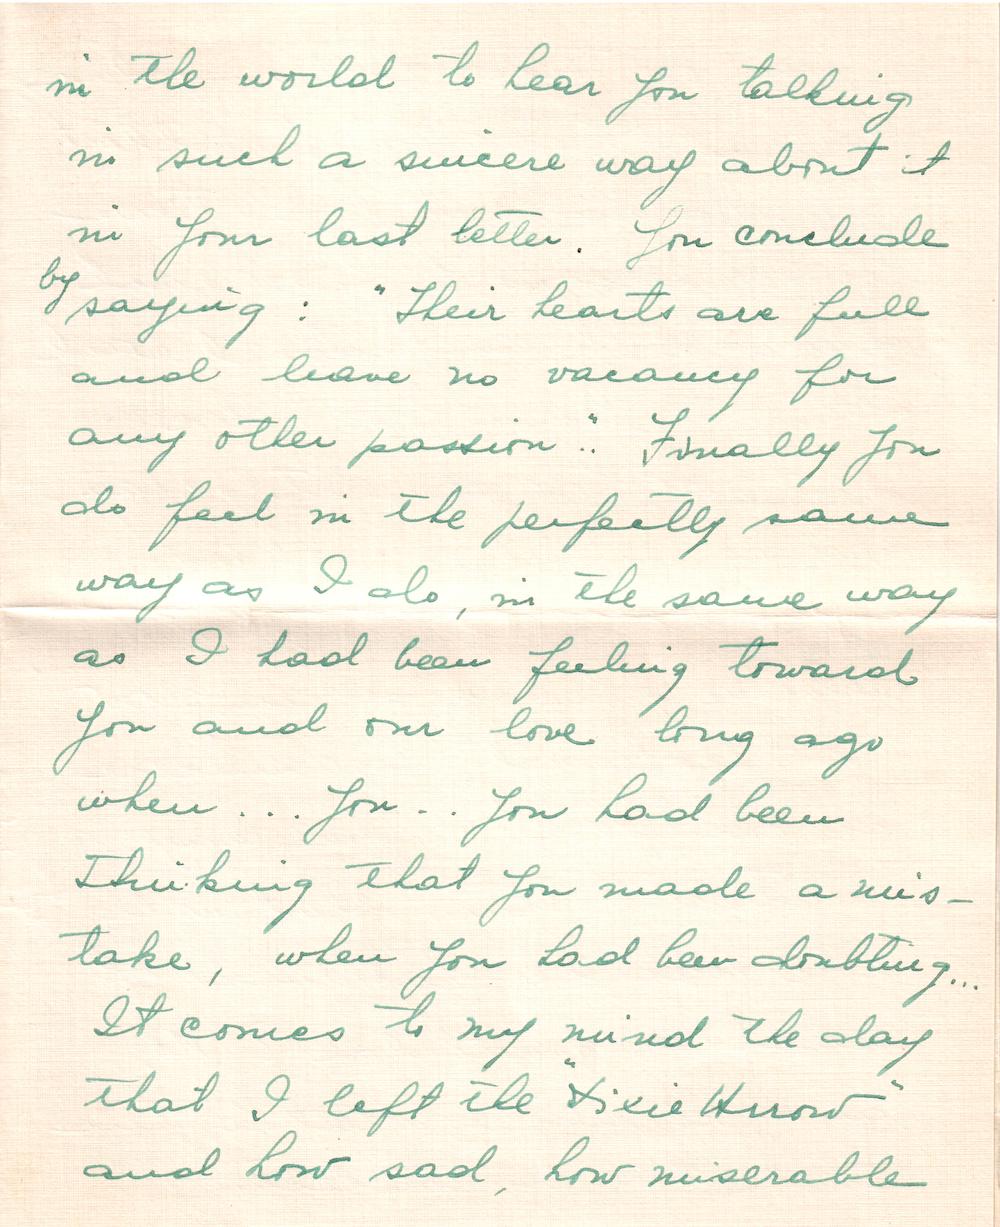 in the world to hear you talking
in such a sincere way about it
in your last letter. You conclude
by saying : "Their hearts are full
and leave no vacancy for
any other passion". Finally you
do feel in the perfectly same
way as I do, in the same way
as I had been feeling toward
you and our love long ago
when ... you .. you had been
thinking that you made a mis-
take, when you had been doubting...
It comes to my mind the day
that I left the "Dixie Arrow"
and how sad, how miserable